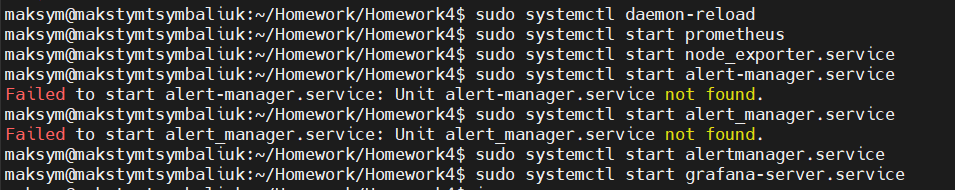 maksym@makstymtsymbaliuk:~/Homework/Homework4$ sudo systemctl daemon-reload
maksym@makstymtsymbaliuk:~/Homework/Homework4$ sudo systemctl start prometheus
maksym@makstymtsymbaliuk:~/Homework/Homework4$ sudo systemctl start node_exporter.service
maksym@makstymtsymbaliuk:~/Homework/Homework4$ sudo systemctl start alert-manager.service
Failed to start alert-manager.service: Unit alert-manager.service not found.
maksym@makstymtsymbaliuk:~/Homework/Homework4$ sudo systemctl start alert_manager.service
Failed to start alert_manager.service: Unit alert_manager.service not found.
maksym@makstymtsymbaliuk:~/Homework/Homework4$ sudo systemctl start alertmanager.service
maksym@makstymtsymbaliuk:~/Homework/Homework4$ sudo systemctl start grafana-server.service